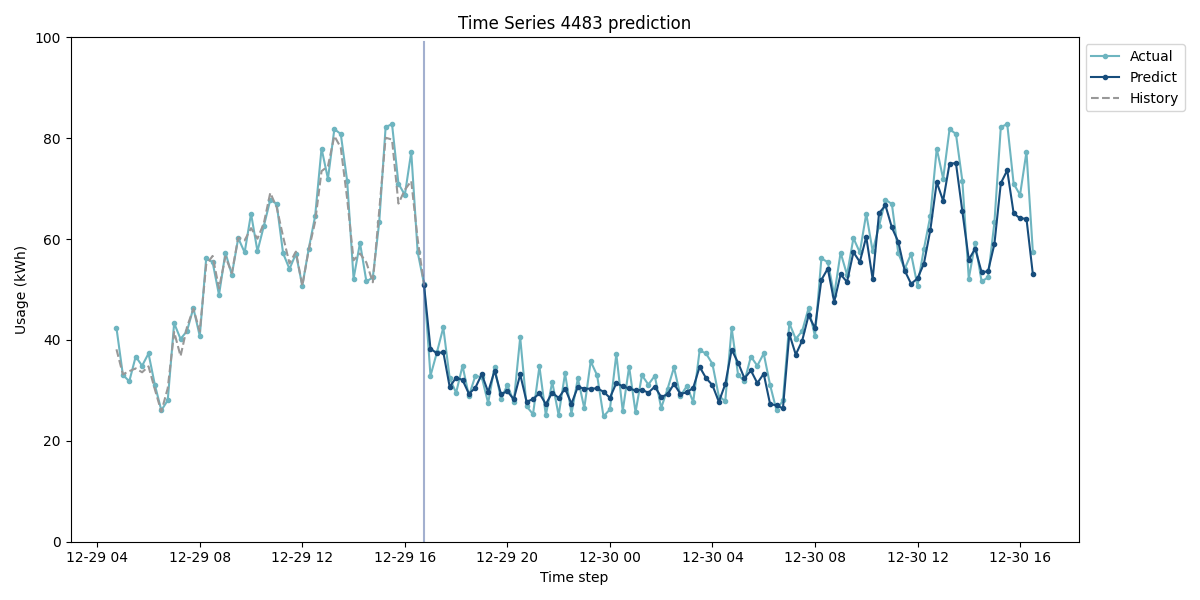 Time Series 4483 prediction
100
80
60
40
20
0
Usage (kWh)
12-29 04
12-29 08
12-29 12
12-29 16
12-29 20
12-30 00
12-30 04
12-30 08
12-30 12
12-30 16
Time step
Actual
Predict
History